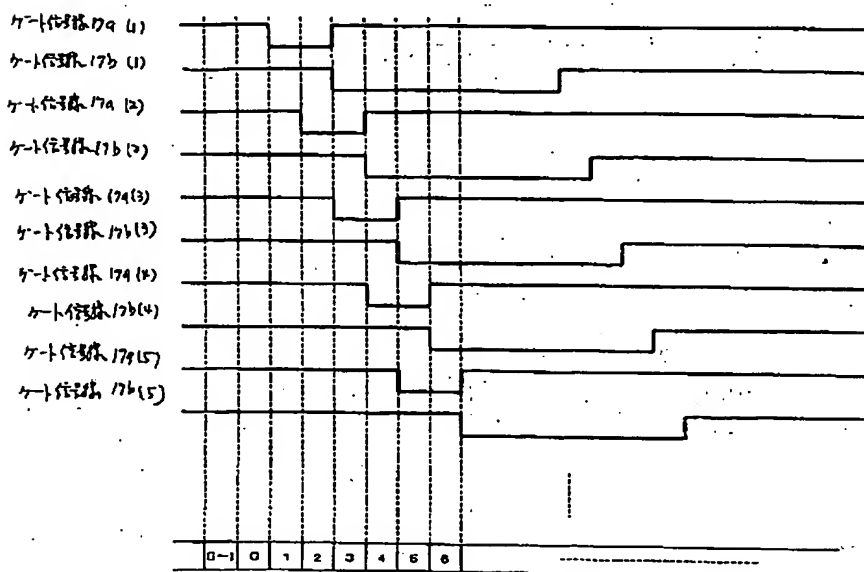 ゲート信号線17a (1)
ゲート信号線17b (1)
ゲート信号線17a (2)
ゲート信号線17b (2)
ゲート信号線17a (3)
ゲート信号線17b (3)
ゲート信号線17a (4)
ゲート信号線17b (4)
ゲート信号線17a (5)
ゲート信号線17b (5)
0 1 2 3 4 5 6